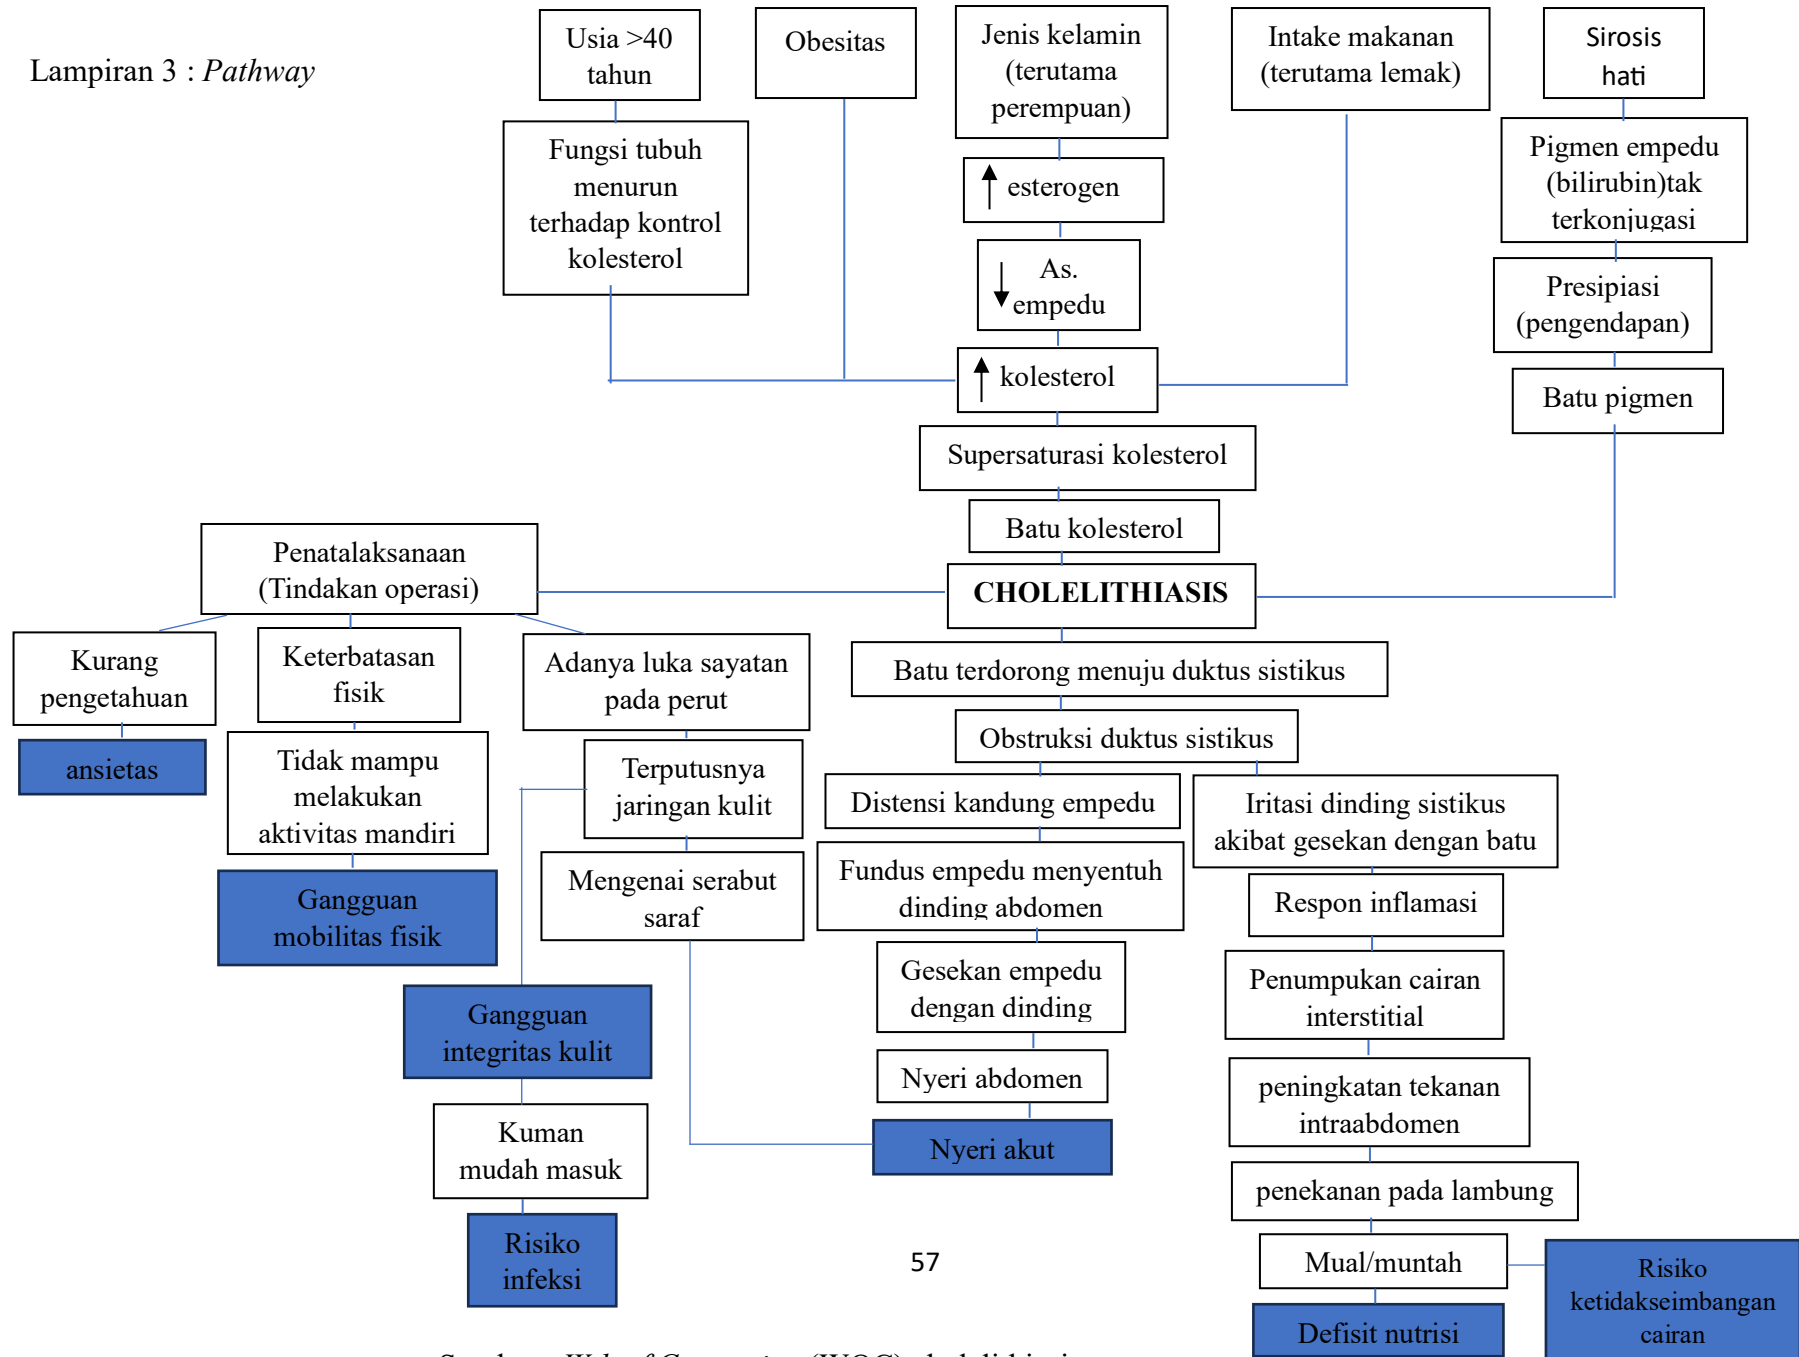 Lampiran 3 : Pathway
Usia >40
tahun
Obesitas
Jenis kelamin
(terutama
perempuan)
Intake makanan
(terutama lemak)
Sirosis
hati
Fungsi tubuh
menurun
terhadap kontrol
kolesterol
↑ esterogen
Pigmen empedu
(bilirubin)tak
terkonjugasi
↓ As.
empedu
Presipiasi
(pengendapan)
↑ kolesterol
Batu pigmen
Supersaturasi kolesterol
Batu kolesterol
CHOLELITHIASIS
Penatalaksanaan
(Tindakan operasi)
Kurang
pengetahuan
ansietas
Keterbatasan
fisik
Tidak mampu
melakukan
aktivitas mandiri
Gangguan
mobilitas fisik
Adanya luka sayatan
pada perut
Terputusnya
jaringan kulit
Mengenai serabut
saraf
Gangguan
integritas kulit
Kuman
mudah masuk
Risiko
infeksi
Batu terdorong menuju duktus sistikus
Obstruksi duktus sistikus
Distensi kandung empedu
Fundus empedu menyentuh
dinding abdomen
Gesekan empedu
dengan dinding
Nyeri abdomen
Nyeri akut
Iritasi dinding sistikus
akibat gesekan dengan batu
Respon inflamasi
Penumpukan cairan
interstitial
peningkatan tekanan
intraabdomen
penekanan pada lambung
Mual/muntah
Defisit nutrisi
Risiko
ketidakseimbangan
cairan
57